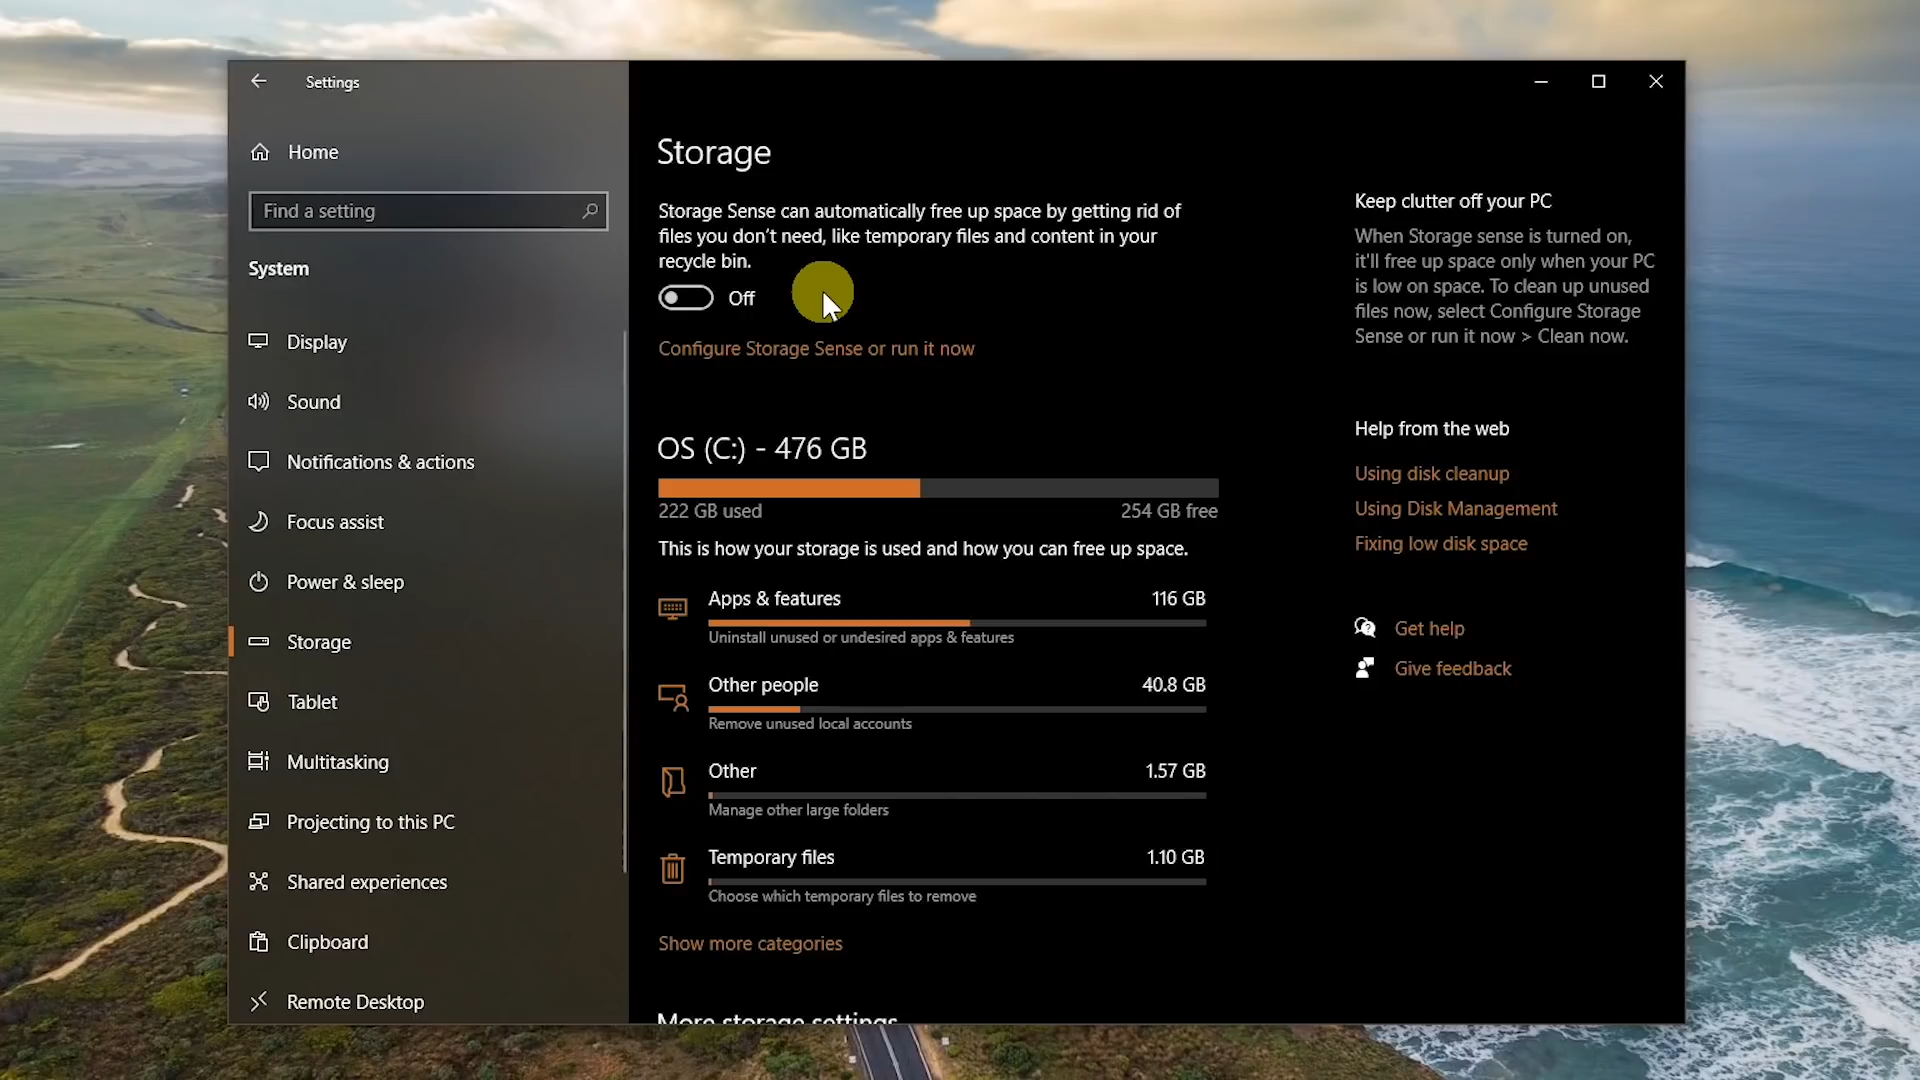 Settings
Home
Find a setting
System
Display
Sound
Notifications & actions
Focus assist
Power & sleep
Storage
Tablet
Multitasking
Projecting to this PC
Shared experiences
Clipboard
Remote Desktop
Storage
Storage Sense can automatically free up space by getting rid of
files you don't need, like temporary files and content in your
recycle bin.
Off
Configure Storage Sense or run it now
OS (C:) - 476 GB
222 GB used 254 GB free
This is how your storage is used and how you can free up space.
Apps & features 116 GB
Uninstall unused or undesired apps & features
Other people 40.8 GB
Remove unused local accounts
Other 1.57 GB
Manage other large folders
Temporary files 1.10 GB
Choose which temporary files to remove
Show more categories
More storage settings
Keep clutter off your PC
When Storage sense is turned on,
it'll free up space only when your PC
is low on space. To clean up unused
files now, select Configure Storage
Sense or run it now > Clean now.
Help from the web
Using disk cleanup
Using Disk Management
Fixing low disk space
Get help
Give feedback